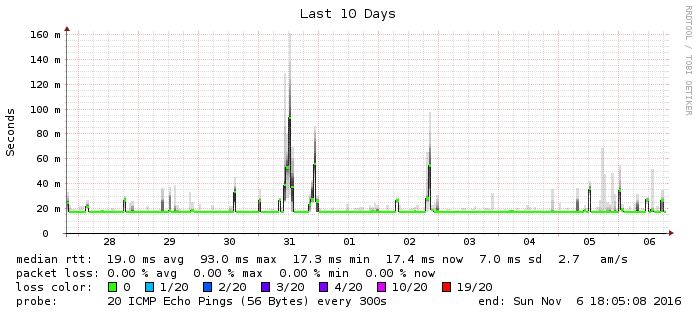 Last 10 Days
RRDTOOL / TOBI OETIKER
Seconds
160 m
140 m
120 m
100 m
80 m
60 m
40 m
20 m
0
28 29 30 31 01 02 03 04 05 06
median rtt: 19.0 ms avg 93.0 ms max 17.3 ms min 17.4 ms now 7.0 ms sd 2.7 am/s
packet loss: 0.00 % avg 0.00 % max 0.00 % min 0.00 % now
loss color: 0 1/20 2/20 3/20 4/20 10/20 19/20
probe: 20 ICMP Echo Pings (56 Bytes) every 300s end: Sun Nov 6 18:05:08 2016